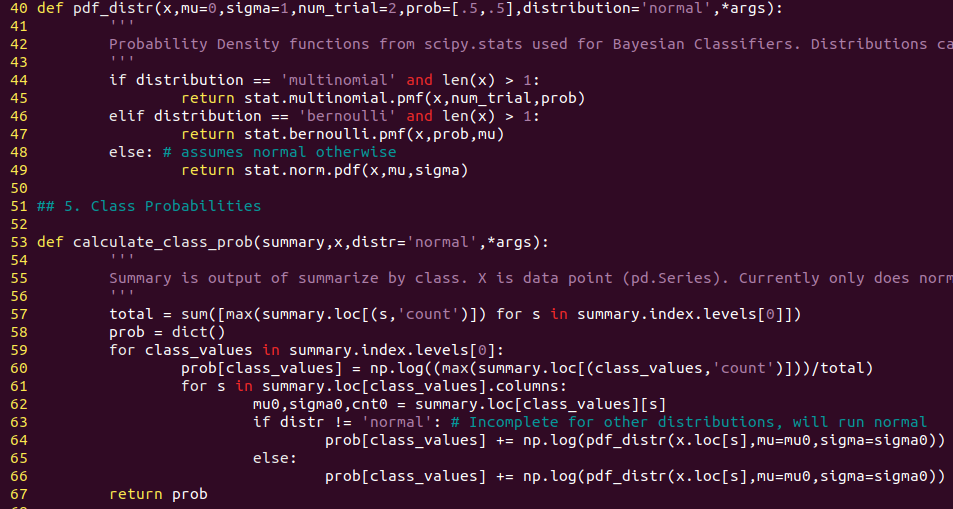 40 def pdf_distr(x,mu=0,sigma=1,num_trial=2,prob=[.5,.5],distribution='normal',*args):
41         '''
42         Probability Density functions from scipy.stats used for Bayesian Classifiers. Distributions ca
43         '''
44         if distribution == 'multinomial' and len(x) > 1:
45                 return stat.multinomial.pmf(x,num_trial,prob)
46         elif distribution == 'bernoulli' and len(x) > 1:
47                 return stat.bernoulli.pmf(x,prob,mu)
48         else: # assumes normal otherwise
49                 return stat.norm.pdf(x,mu,sigma)
50
51 ## 5. Class Probabilities
52
53 def calculate_class_prob(summary,x,distr='normal',*args):
54         '''
55         Summary is output of summarize by class. X is data point (pd.Series). Currently only does norm
56         '''
57         total = sum([max(summary.loc[(s,'count')]) for s in summary.index.levels[0]])
58         prob = dict()
59         for class_values in summary.index.levels[0]:
60                 prob[class_values] = np.log((max(summary.loc[(class_values,'count')]))/total)
61                 for s in summary.loc[class_values].columns:
62                         mu0,sigma0,cnt0 = summary.loc[class_values][s]
63                         if distr != 'normal': # Incomplete for other distributions, will run normal
64                                 prob[class_values] += np.log(pdf_distr(x.loc[s],mu=mu0,sigma=sigma0))
65                         else:
66                                 prob[class_values] += np.log(pdf_distr(x.loc[s],mu=mu0,sigma=sigma0))
67         return prob